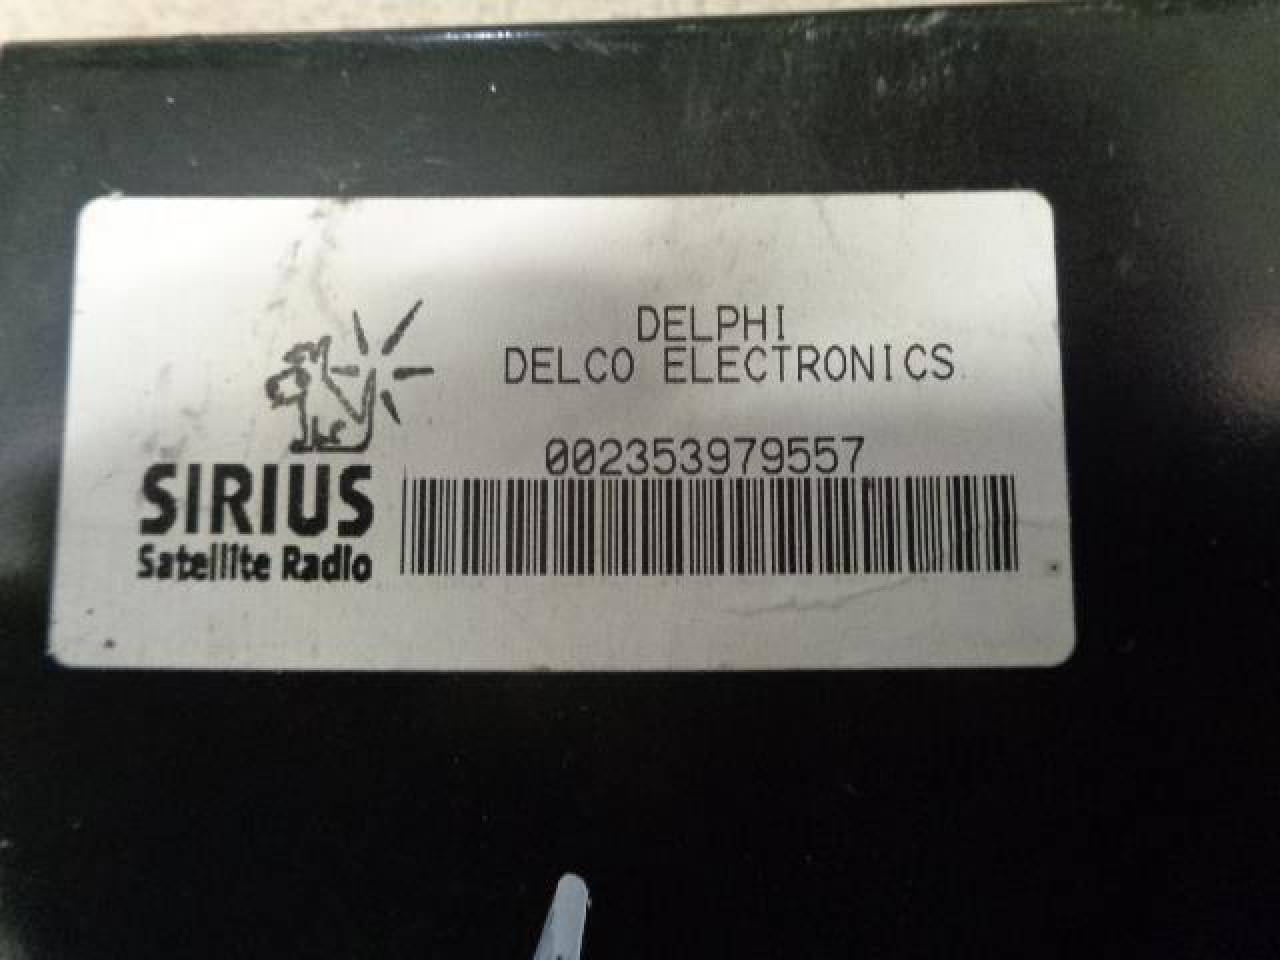 DELPHI
DELCO ELECTRONICS
002353979557
SIRIUS
Satellite Radio